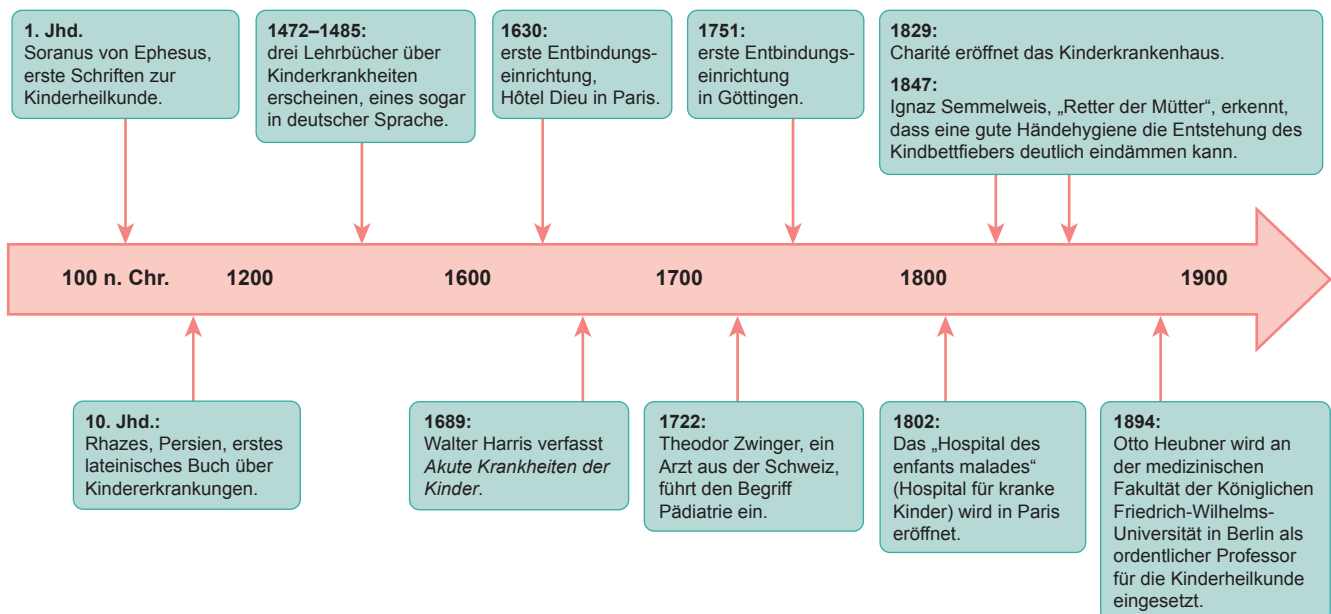 1. Jhd.
Soranus von Ephesus,
erste Schriften zur
Kinderheilkunde.
1472–1485:
drei Lehrbücher über
Kinderkrankheiten
erscheinen, eines sogar
in deutscher Sprache.
1630:
erste Entbindungs-
einrichtung,
Hôtel Dieu in Paris.
1751:
erste Entbindungs-
einrichtung
in Göttingen.
1829:
Charité eröffnet das Kinderkrankenhaus.
1847:
Ignaz Semmelweis, „Retter der Mütter“, erkennt,
dass eine gute Händehygiene die Entstehung des
Kindbettfiebers deutlich eindämmen kann.
100 n. Chr. 1200 1600 1700 1800 1900
10. Jhd.:
Rhazes, Persien, erstes
lateinisches Buch über
Kindererkrankungen.
1689:
Walter Harris verfasst
Akute Krankheiten der
Kinder.
1722:
Theodor Zwinger, ein
Arzt aus der Schweiz,
führt den Begriff
Pädiatrie ein.
1802:
Das „Hospital des
enfants malades“
(Hospital für kranke
Kinder) wird in Paris
eröffnet.
1894:
Otto Heubner wird an
der medizinischen
Fakultät der Königlichen
Friedrich-Wilhelms-
Universität in Berlin als
ordentlicher Professor
für die Kinderheilkunde
eingesetzt.